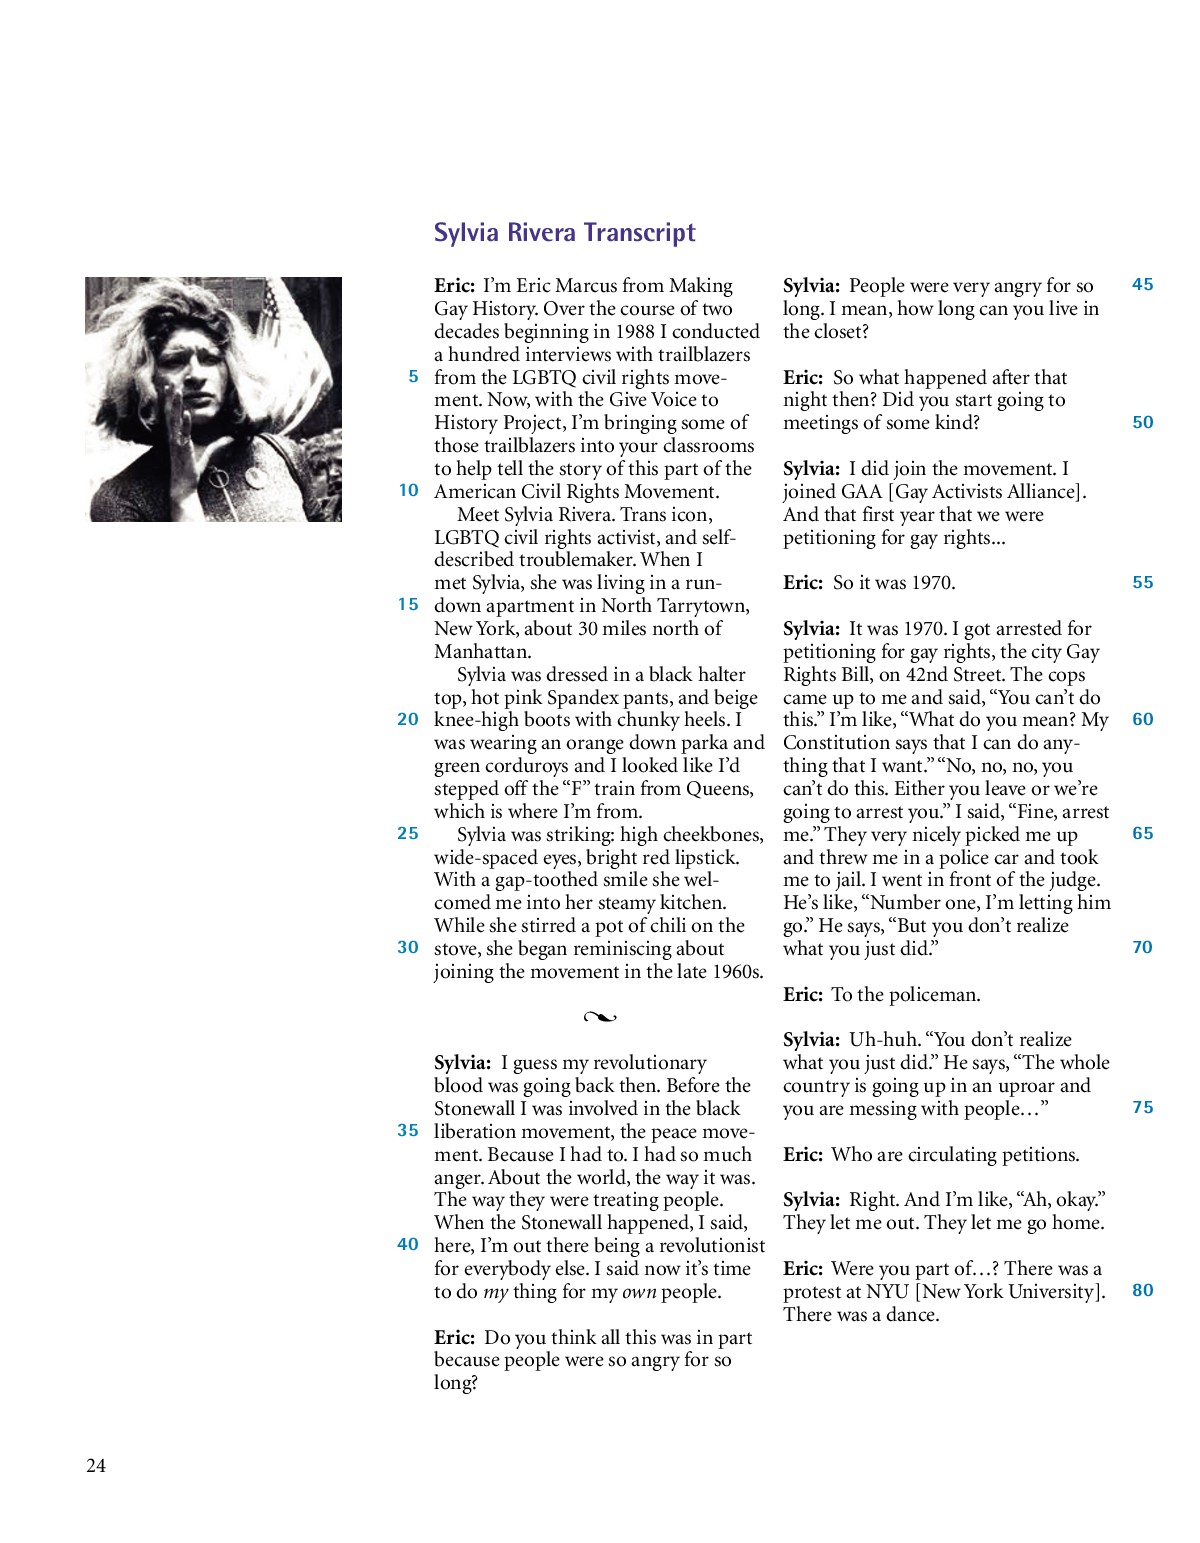 Sylvia Rivera Transcript
Eric: I’m Eric Marcus from Making
Gay History. Over the course of two
decades beginning in 1988 I conducted
a hundred interviews with trailblazers
5 from the LGBTQ civil rights move-
ment. Now, with the Give Voice to
History Project, I’m bringing some of
those trailblazers into your classrooms
to help tell the story of this part of the
10 American Civil Rights Movement.
Meet Sylvia Rivera. Trans icon,
LGBTQ civil rights activist, and self-
described troublemaker. When I
met Sylvia, she was living in a run-
15 down apartment in North Tarrytown,
New York, about 30 miles north of
Manhattan.
Sylvia was dressed in a black halter
top, hot pink Spandex pants, and beige
20 knee-high boots with chunky heels. I
was wearing an orange down parka and
green corduroys and I looked like I’d
stepped off the “F” train from Queens,
which is where I’m from.
25 Sylvia was striking: high cheekbones,
wide-spaced eyes, bright red lipstick.
With a gap-toothed smile she wel-
comed me into her steamy kitchen.
While she stirred a pot of chili on the
30 stove, she began reminiscing about
joining the movement in the late 1960s.
Sylvia: I guess my revolutionary
blood was going back then. Before the
Stonewall I was involved in the black
35 liberation movement, the peace move-
ment. Because I had to. I had so much
anger. About the world, the way it was.
The way they were treating people.
When the Stonewall happened, I said,
40 here, I’m out there being a revolutionist
for everybody else. I said now it’s time
to do my thing for my own people.
Eric: Do you think all this was in part
because people were so angry for so
long?
Sylvia: People were very angry for so 45
long. I mean, how long can you live in
the closet?
Eric: So what happened after that
night then? Did you start going to
meetings of some kind? 50
Sylvia: I did join the movement. I
joined GAA [Gay Activists Alliance].
And that first year that we were
petitioning for gay rights...
Eric: So it was 1970. 55
Sylvia: It was 1970. I got arrested for
petitioning for gay rights, the city Gay
Rights Bill, on 42nd Street. The cops
came up to me and said, “You can’t do
this.” I’m like, “What do you mean? My 60
Constitution says that I can do any-
thing that I want.” “No, no, no, you
can’t do this. Either you leave or we’re
going to arrest you.” I said, “Fine, arrest
me.” They very nicely picked me up 65
and threw me in a police car and took
me to jail. I went in front of the judge.
He’s like, “Number one, I’m letting him
go.” He says, “But you don’t realize
what you just did.” 70
Eric: To the policeman.
Sylvia: Uh-huh. “You don’t realize
what you just did.” He says, “The whole
country is going up in an uproar and
you are messing with people…” 75
Eric: Who are circulating petitions.
Sylvia: Right. And I’m like, “Ah, okay.”
They let me out. They let me go home.
Eric: Were you part of…? There was a
protest at NYU [New York University]. 80
There was a dance.
24